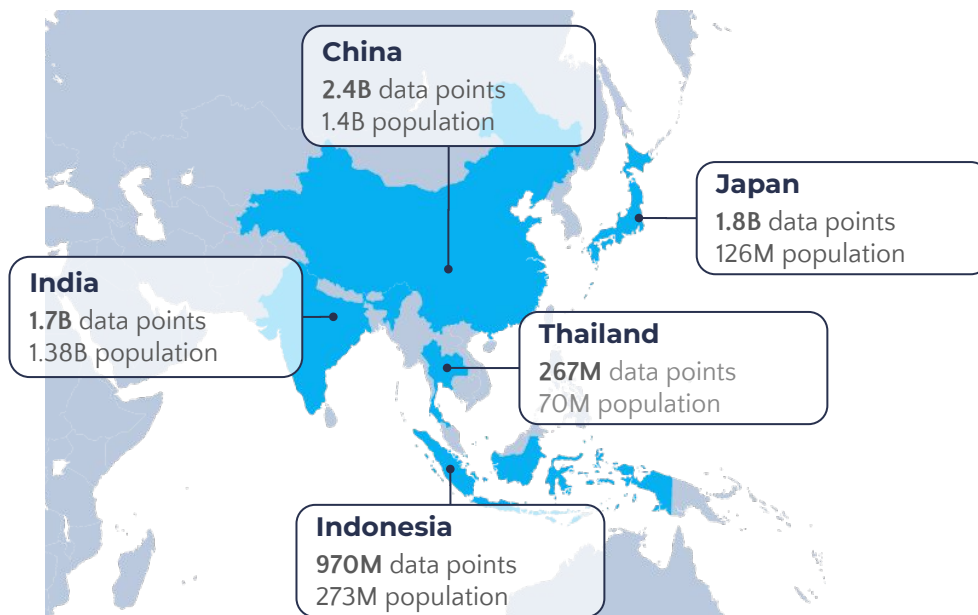 China
2.4B data points
1.4B population
Japan
1.8B data points
126M population
India
1.7B data points
1.38B population
Thailand
267M data points
70M population
Indonesia
970M data points
273M population